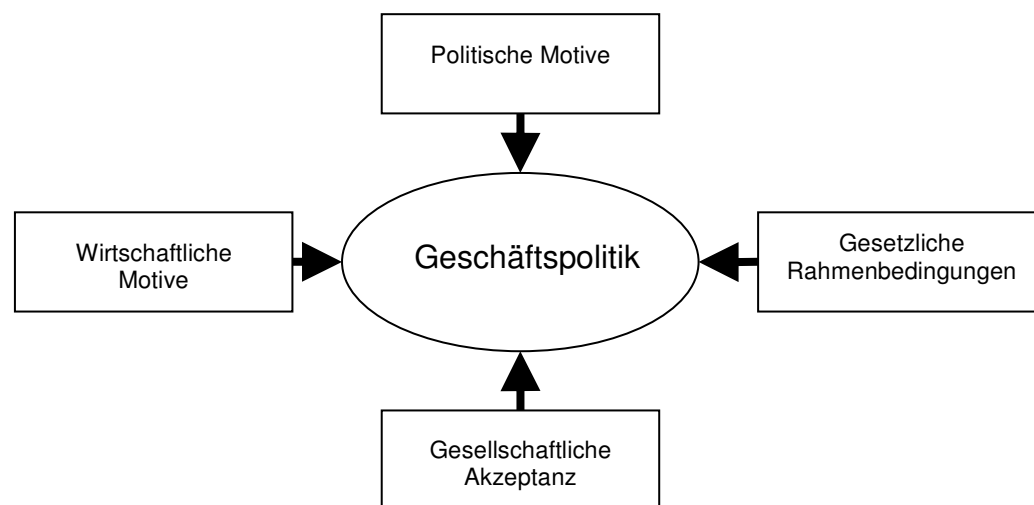 Politische Motive
Wirtschaftliche
Motive
Geschäftspolitik
Gesetzliche
Rahmenbedingungen
Gesellschaftliche
Akzeptanz